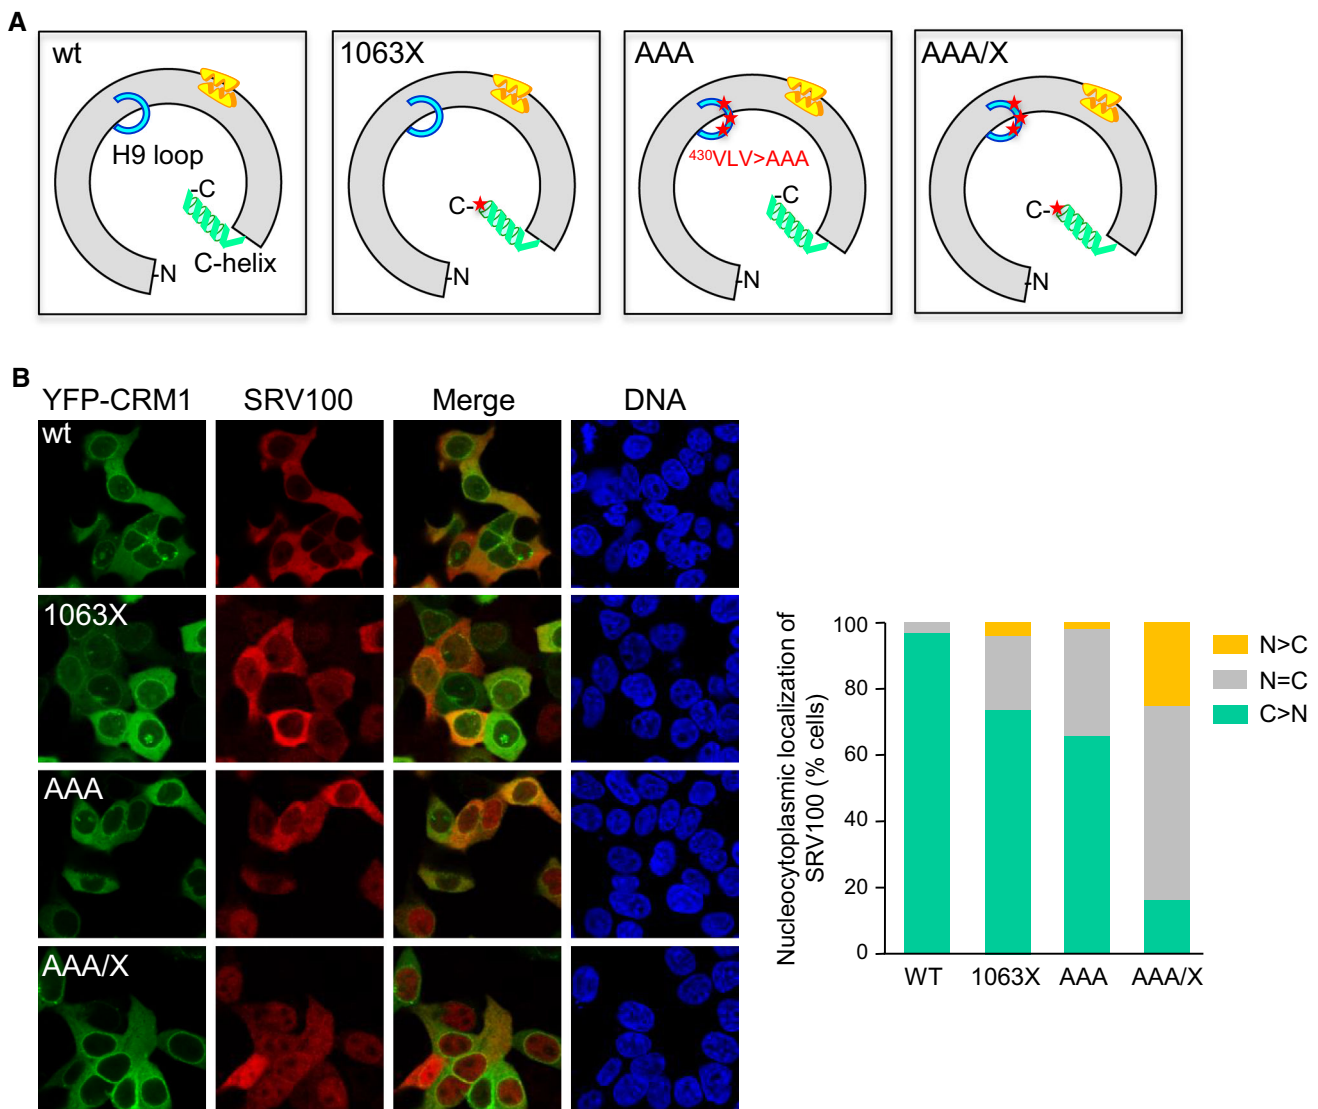 A
wt
1063X
AAA
AAA/X
H9 loop
-C
C-helix
-N
C-
-N
430VLV>AAA
-C
-N
C-
-N
B
YFP-CRM1
SRV100
Merge
DNA
wt
1063X
AAA
AAA/X
Nucleocytoplasmic localization of
SRV100 (% cells)
100
80
60
40
20
0
WT
1063X
AAA
AAA/X
N>C
N=C
C>N